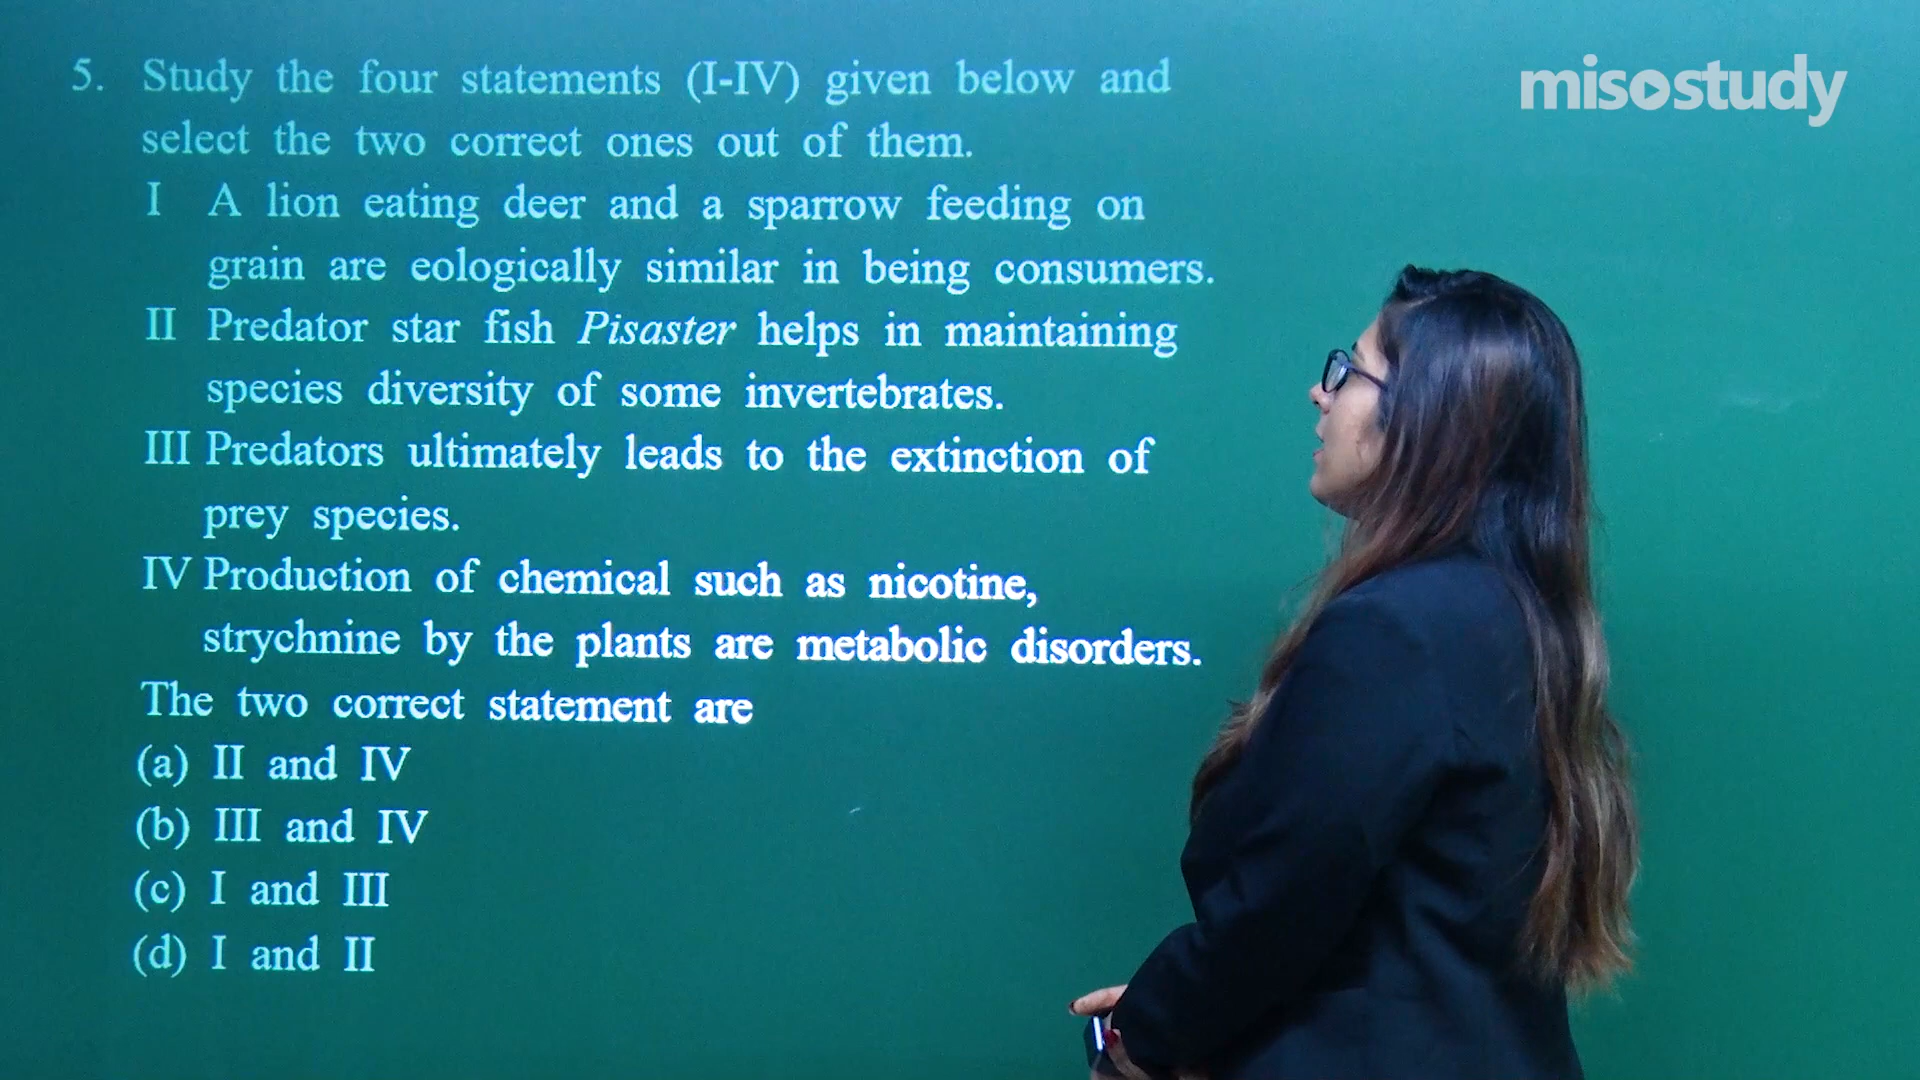 misostudy
5. Study the four statements (I-IV) given below and
select the two correct ones out of them.
I A lion eating deer and a sparrow feeding on
grain are eologically similar in being consumers.
II Predator star fish Pisaster helps in maintaining
species diversity of some invertebrates.
III Predators ultimately leads to the extinction of
prey species.
IV Production of chemical such as nicotine,
strychnine by the plants are metabolic disorders.
The two correct statement are
(a) II and IV
(b) III and IV
(c) I and III
(d) I and II